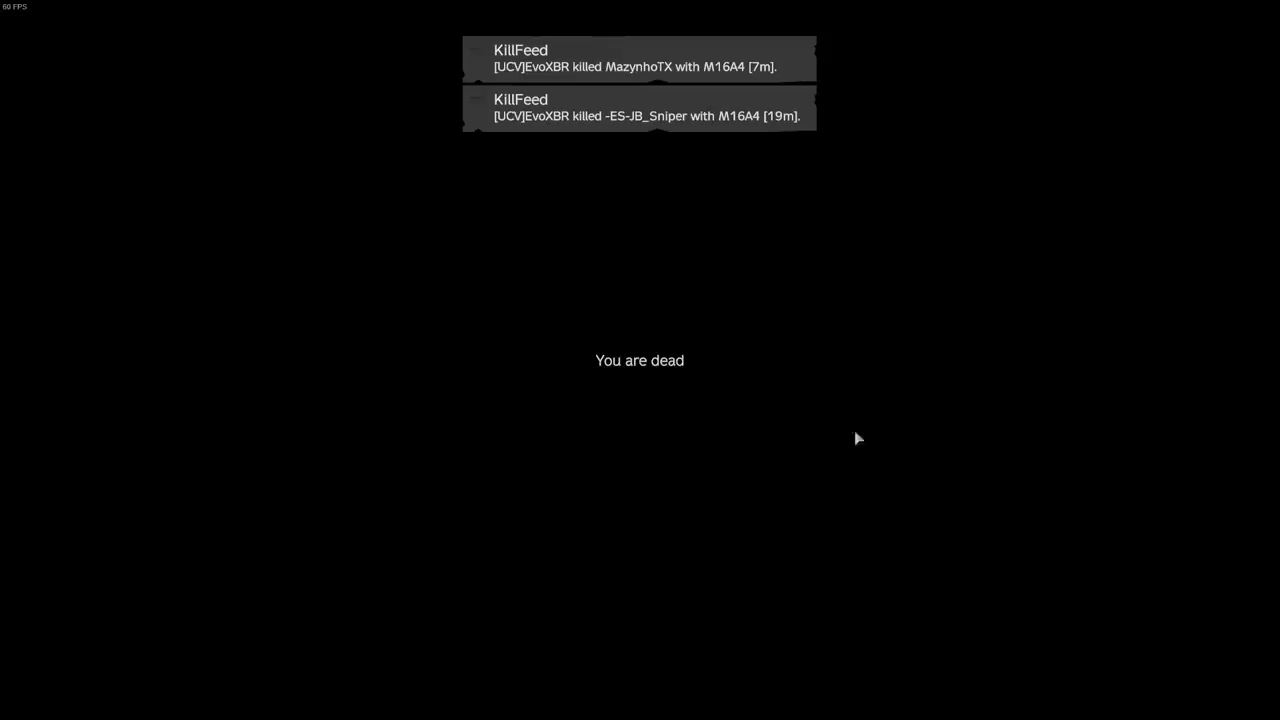 60 FPS
KillFeed
[UCV]EvoXBR killed MazynhoTX with M16A4 [7m].
KillFeed
[UCV]EvoXBR killed -ES-JB_Sniper with M16A4 [19m].
You are dead